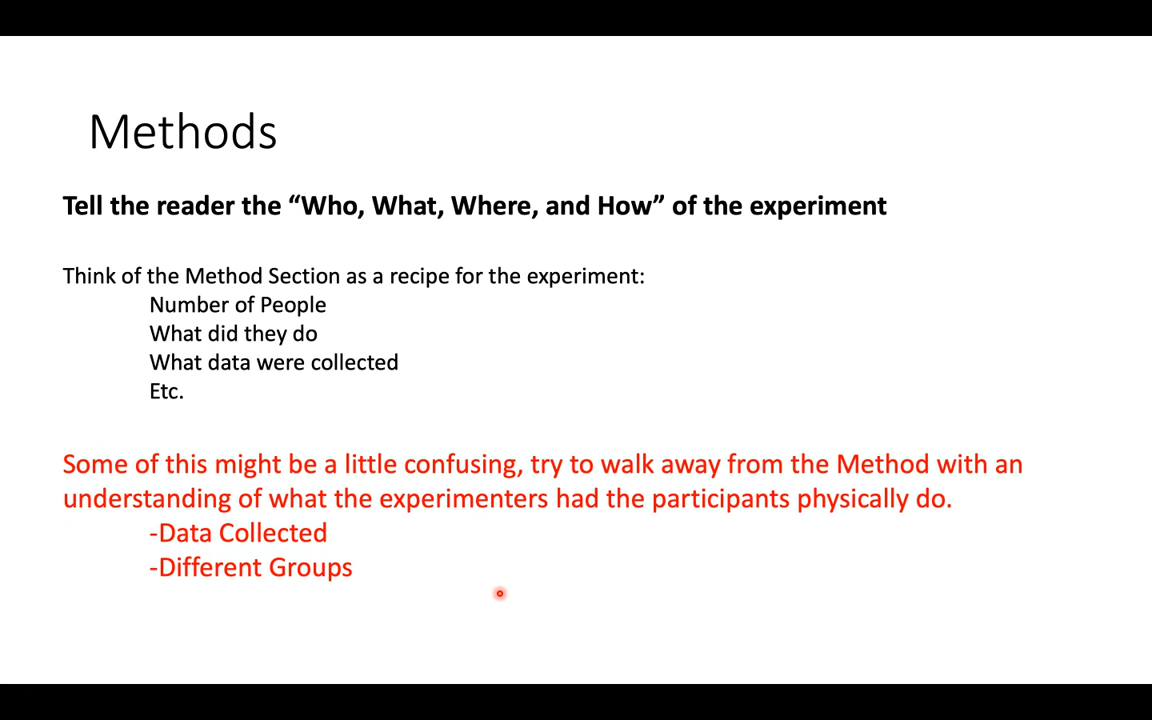 Methods
Tell the reader the “Who, What, Where, and How” of the experiment
Think of the Method Section as a recipe for the experiment:
Number of People
What did they do
What data were collected
Etc.
Some of this might be a little confusing, try to walk away from the Method with an
understanding of what the experimenters had the participants physically do.
-Data Collected
-Different Groups